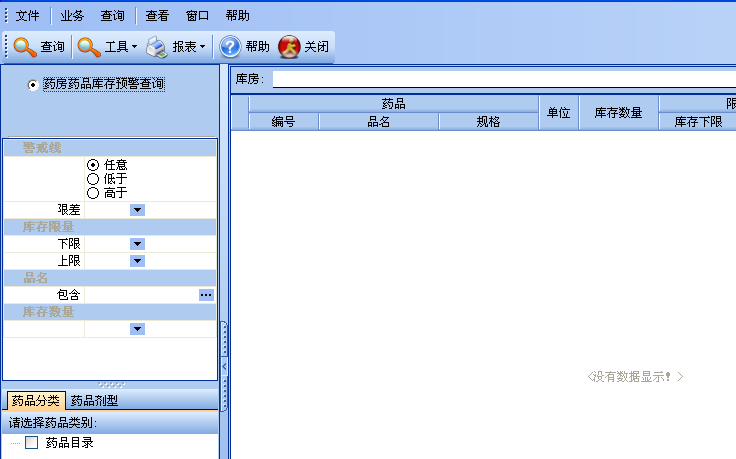 文件 业务 查询 查看 窗口 帮助
查询 工具 报表 帮助 关闭
药房药品库存预警查询
库房:
药品
编号 品名 规格 单位 库存数量 库存下限
警戒线
任意
低于
高于
限差
库存限量
下限
上限
品名
包含
库存数量
<没有数据显示! >
药品分类 药品剂型
请选择药品类别:
药品目录